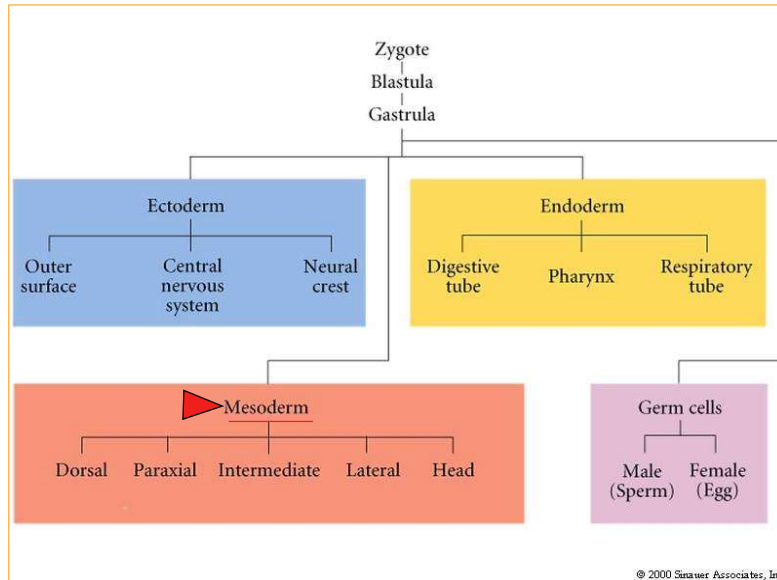 Zygote
Blastula
Gastrula
Ectoderm
Outer
surface
Central
nervous
system
Neural
crest
Endoderm
Digestive
tube
Pharynx
Respiratory
tube
Mesoderm
Dorsal
Paraxial
Intermediate
Lateral
Head
Germ cells
Male
(Sperm)
Female
(Egg)
© 2000 Sinauer Associates, In